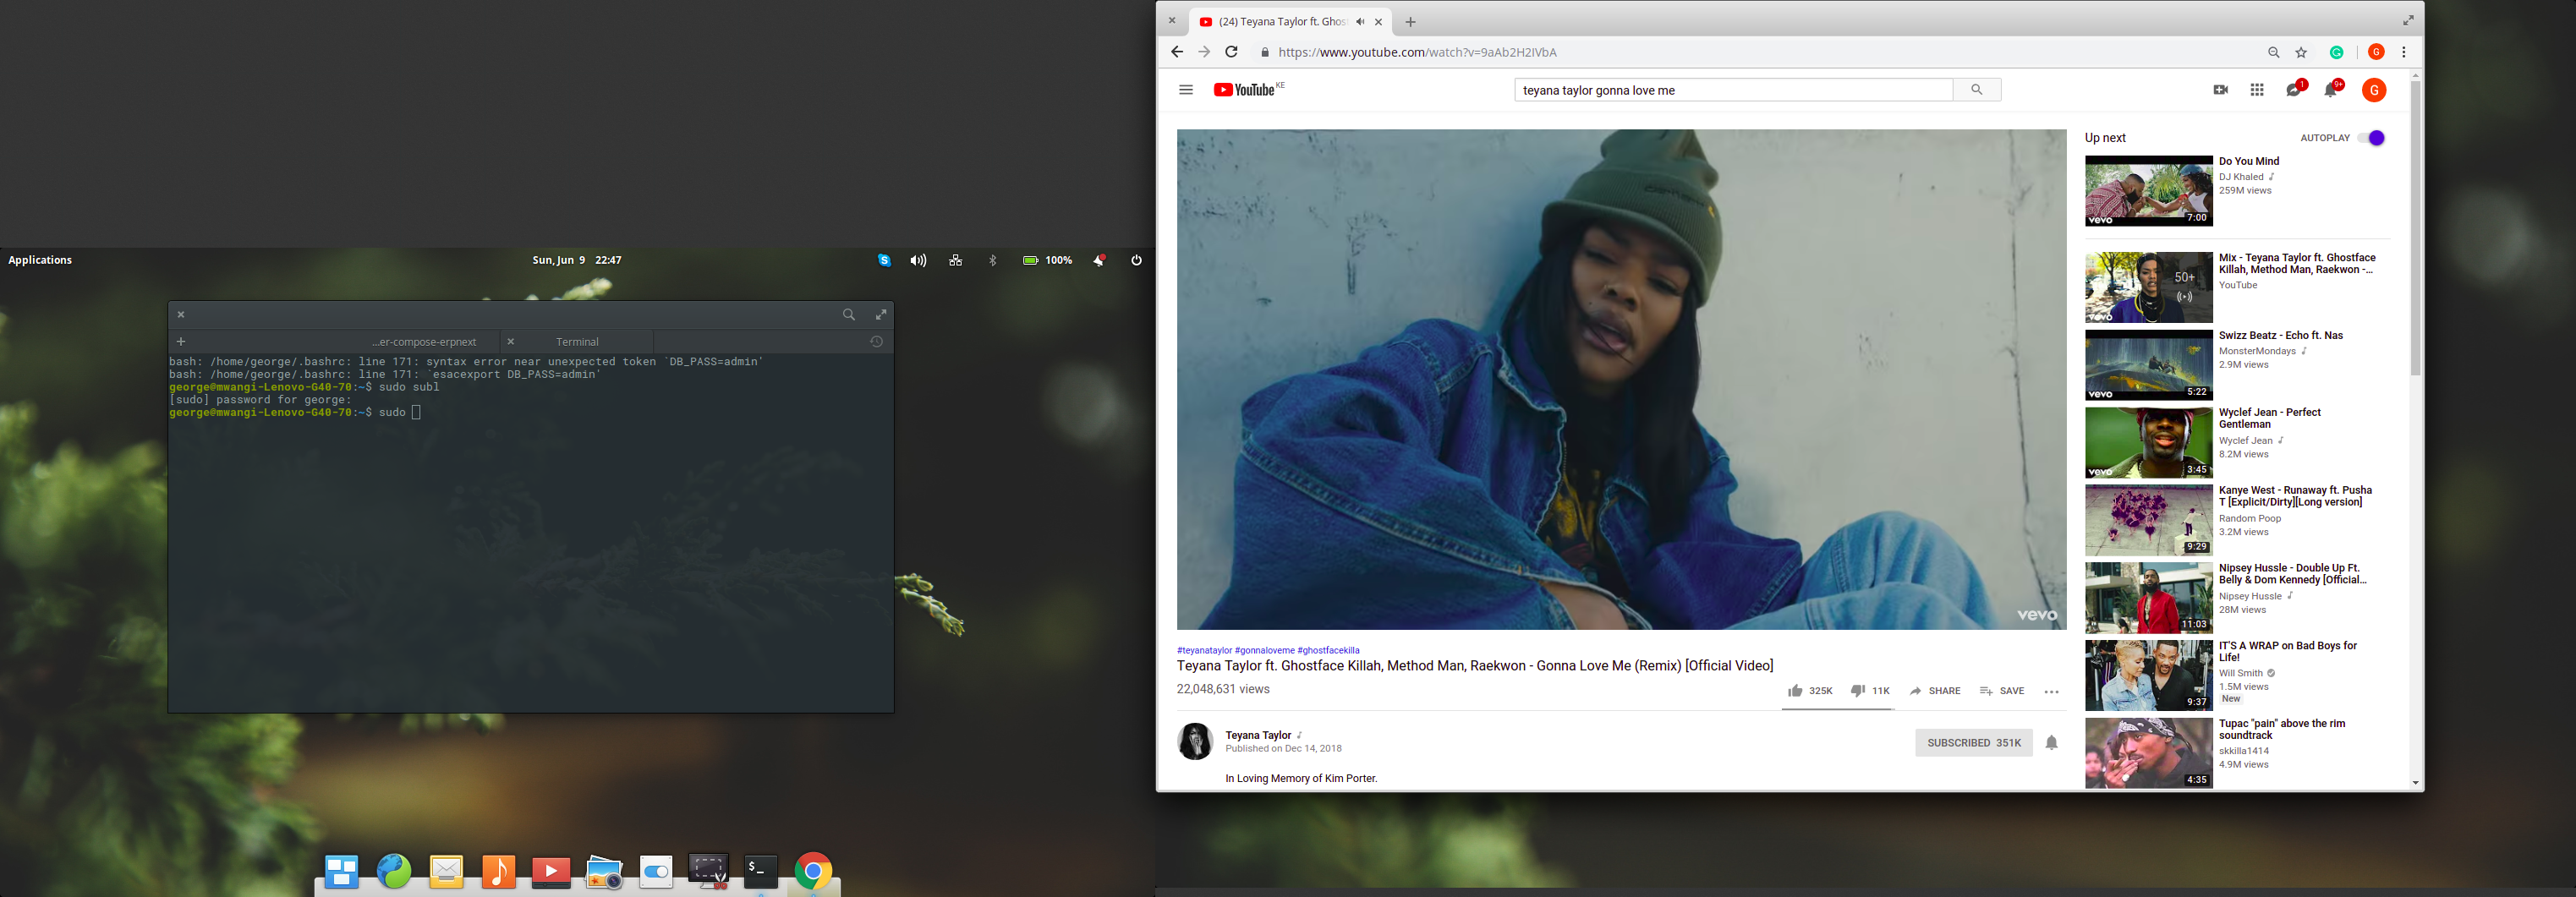 Applications
Sun, Jun 9 22:47
100%
...er-compose-erpnext
Terminal
bash: /home/george/.bashrc: line 171: syntax error near unexpected token `DB_PASS=admin'
bash: /home/george/.bashrc: line 171: `esacexport DB_PASS=admin'
george@mwangi-Lenovo-G40-70:~$ sudo subl
[sudo] password for george:
george@mwangi-Lenovo-G40-70:~$ sudo
(24) Teyana Taylor ft. Ghos
https://www.youtube.com/watch?v=9aAb2H2IVbA
G
YouTube KE
teyana taylor gonna love me
1
9+
G
vevo
#teyanataylor #gonnaloveme #ghostfacekilla
Teyana Taylor ft. Ghostface Killah, Method Man, Raekwon - Gonna Love Me (Remix) [Official Video]
22,048,631 views
325K
11K
SHARE
SAVE
Teyana Taylor
Published on Dec 14, 2018
SUBSCRIBED 351K
In Loving Memory of Kim Porter.
Up next
AUTOPLAY
vevo
7:00
Do You Mind
DJ Khaled
259M views
50+
Mix - Teyana Taylor ft. Ghostface
Killah, Method Man, Raekwon -...
YouTube
vevo
5:22
Swizz Beatz - Echo ft. Nas
MonsterMondays
2.9M views
vevo
3:45
Wyclef Jean - Perfect
Gentleman
Wyclef Jean
8.2M views
9:29
Kanye West - Runaway ft. Pusha
T [Explicit/Dirty][Long version]
Random Poop
3.2M views
11:03
Nipsey Hussle - Double Up Ft.
Belly & Dom Kennedy [Official...
Nipsey Hussle
28M views
9:37
IT'S A WRAP on Bad Boys for
Life!
Will Smith
1.5M views
New
4:35
Tupac "pain" above the rim
soundtrack
skkilla1414
4.9M views